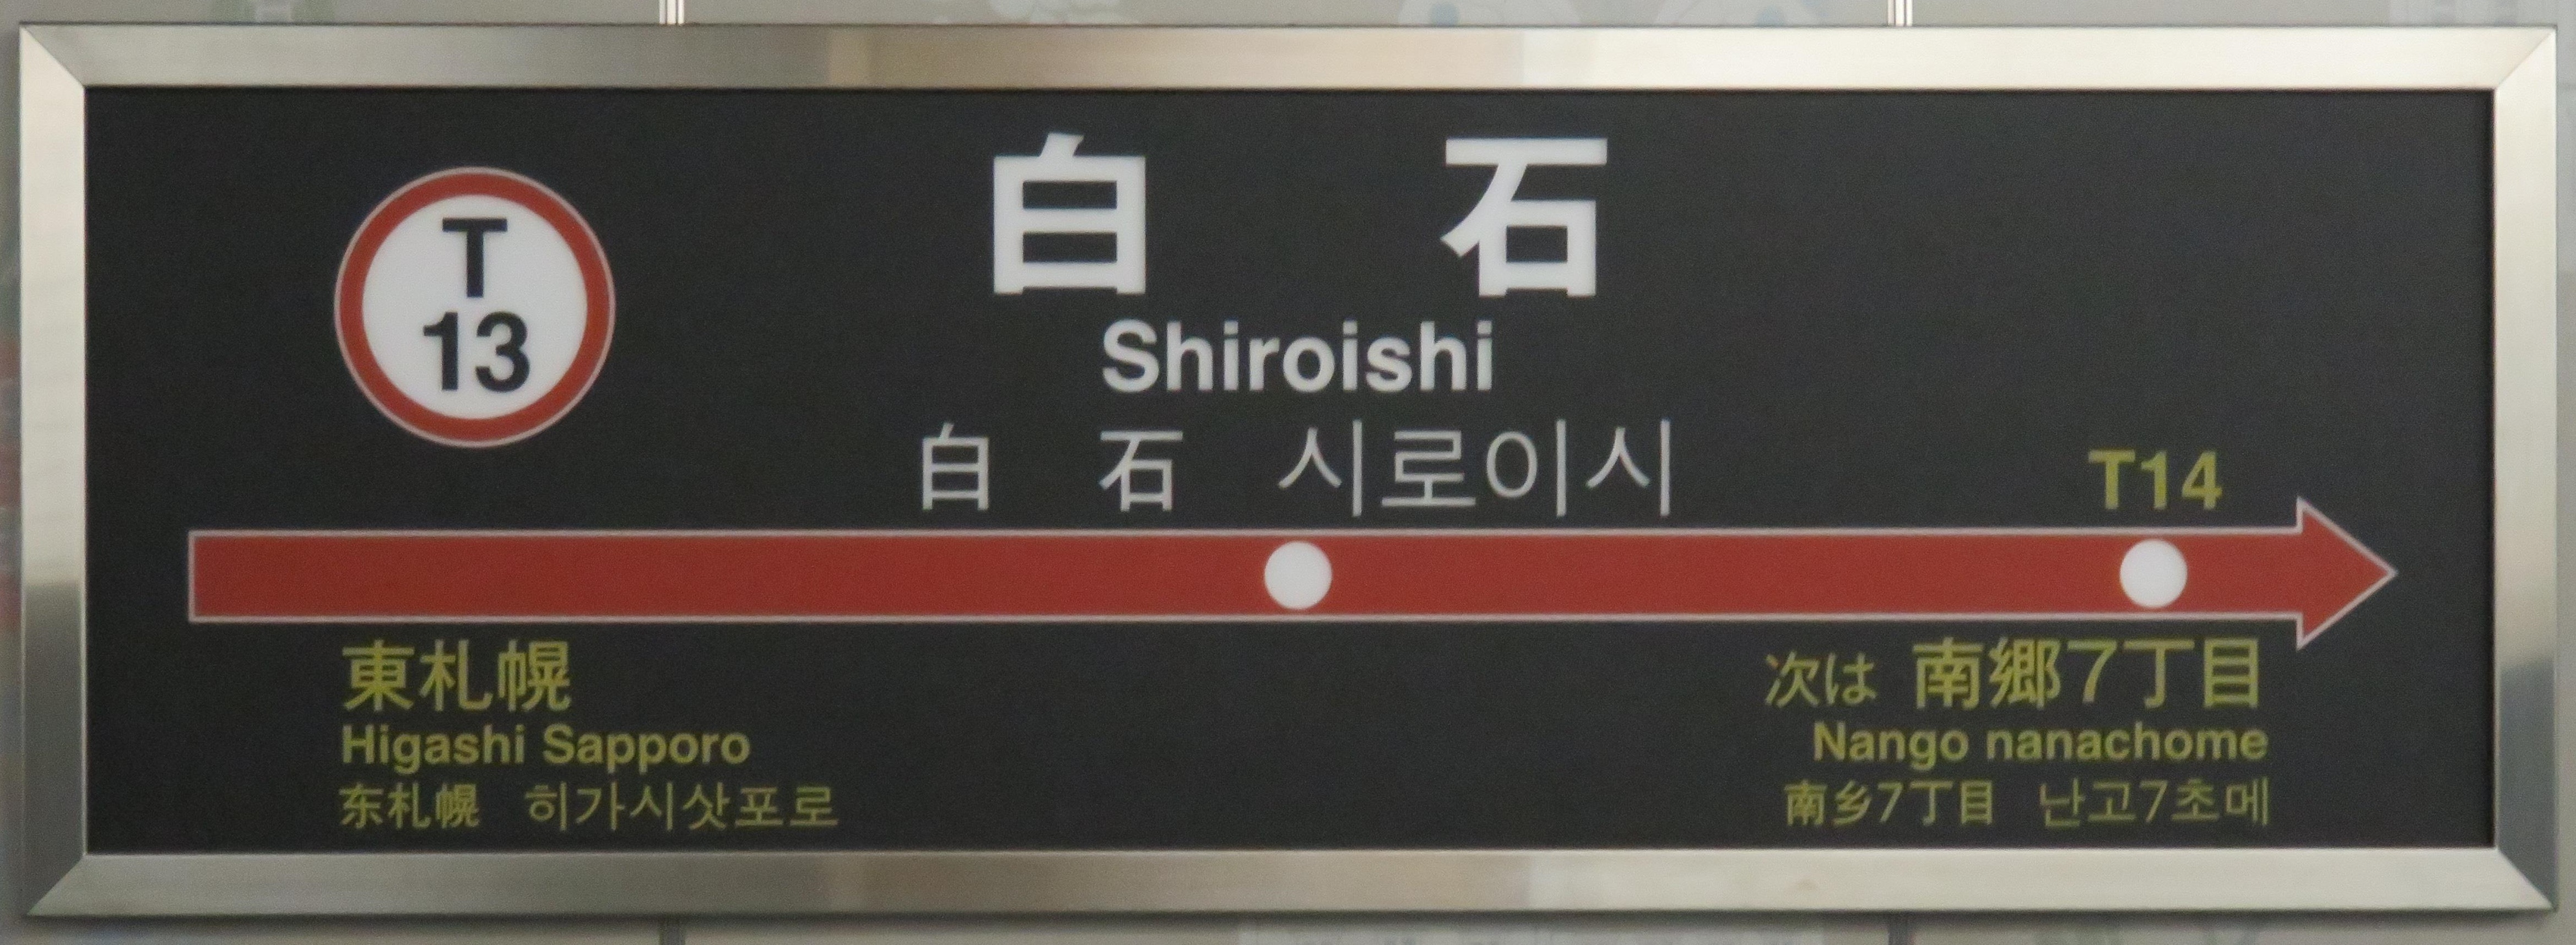 T
13
白石
Shiroishi
白石 시로이시
T14
東札幌
Higashi Sapporo
东札幌 히가시삿포로
次は 南郷7丁目
Nango nanachome
南乡7丁目 난고7초메